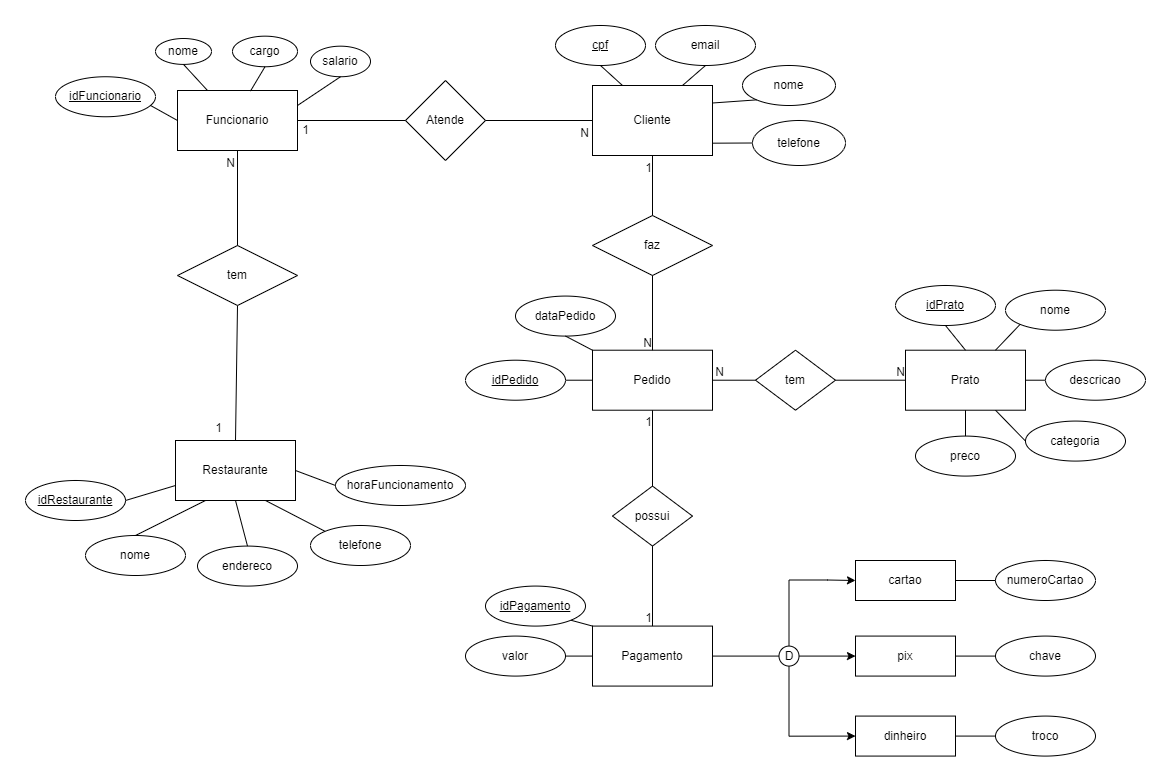 nome
cargo
salario
idFuncionario
Funcionario
1
Atende
N
cpf
email
nome
telefone
Cliente
N
1
tem
faz
1
N
Restaurante
idRestaurante
nome
endereco
telefone
horaFuncionamento
dataPedido
idPedido
Pedido
N
tem
N
idPrato
nome
Prato
descricao
categoria
preco
1
possui
1
idPagamento
valor
Pagamento
D
cartao
numeroCartao
pix
chave
dinheiro
troco